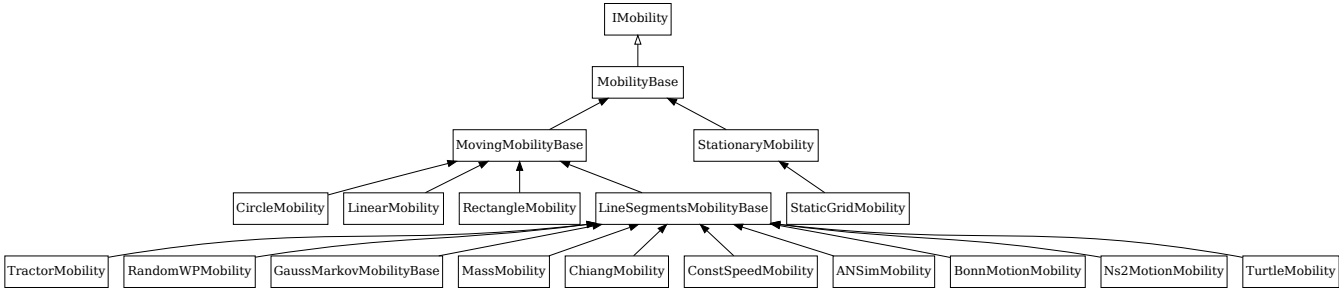 IMobility
MobilityBase
MovingMobilityBase
StationaryMobility
CircleMobility
LinearMobility
RectangleMobility
LineSegmentsMobilityBase
StaticGridMobility
TractorMobility
RandomWPMobility
GaussMarkovMobilityBase
MassMobility
ChiangMobility
ConstSpeedMobility
ANSimMobility
BonnMotionMobility
Ns2MotionMobility
TurtleMobility